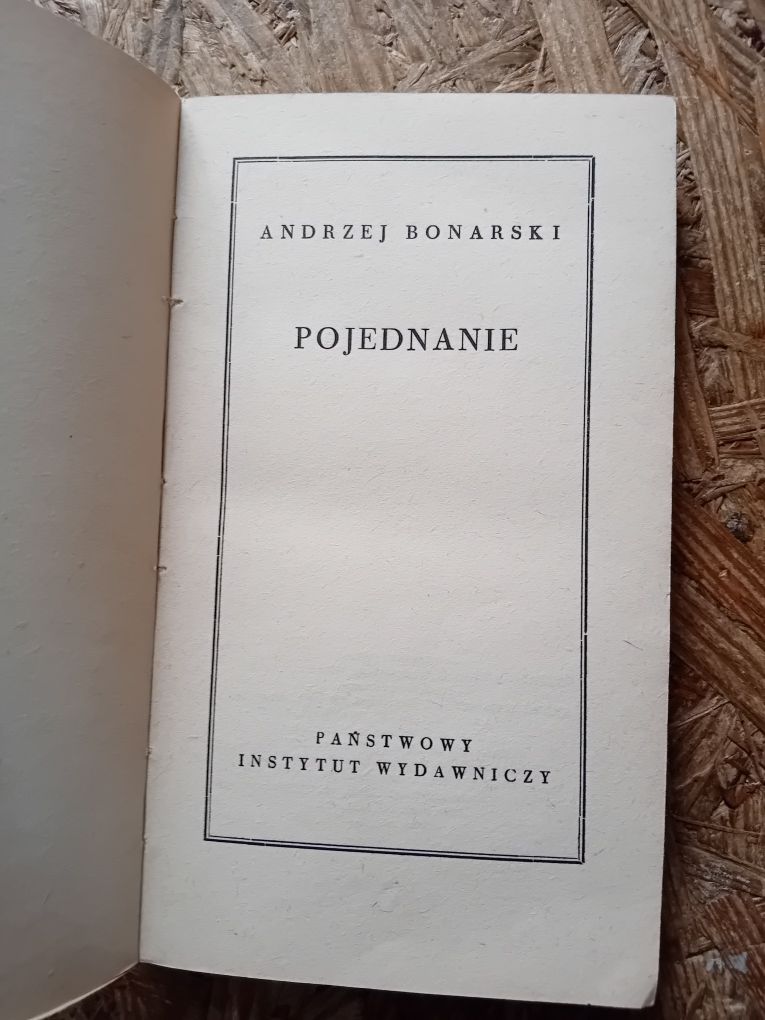 ANDRZEJ BONARSKI
POJEDNANIE
PAŃSTWOWY
INSTYTUT WYDAWNICZY